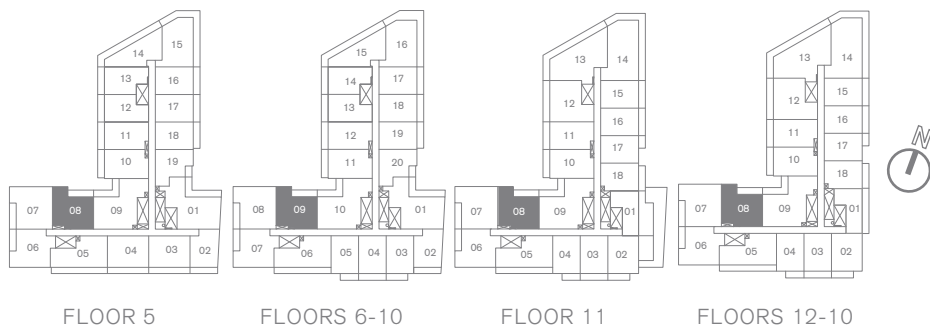 14 15
13 16
12 17
11 18
10 19
07 08 09 01
06 05 04 03 02
FLOOR 5
15 16
14 17
13 18
12 19
11 20
08 09 10 01
07 06 05 04 03 02
FLOORS 6-10
13 14
12 15
16
11 17
10 18
07 08 09 01
06 05 04 03 02
FLOOR 11
13 14
12 15
16
11 17
10 18
07 08 09 01
06 05 04 03 02
FLOORS 12-10
N